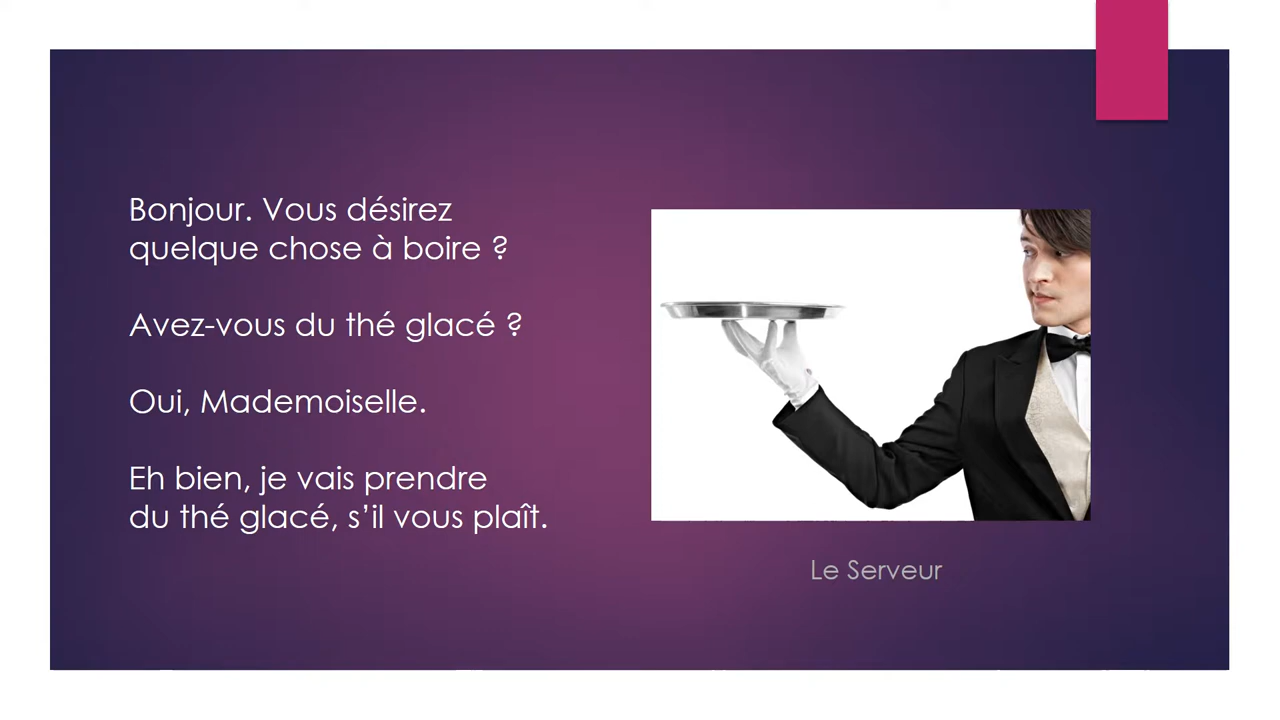 Bonjour. Vous désirez
quelque chose à boire ?
Avez-vous du thé glacé ?
Oui, Mademoiselle.
Eh bien, je vais prendre
du thé glacé, s’il vous plaît.
Le Serveur